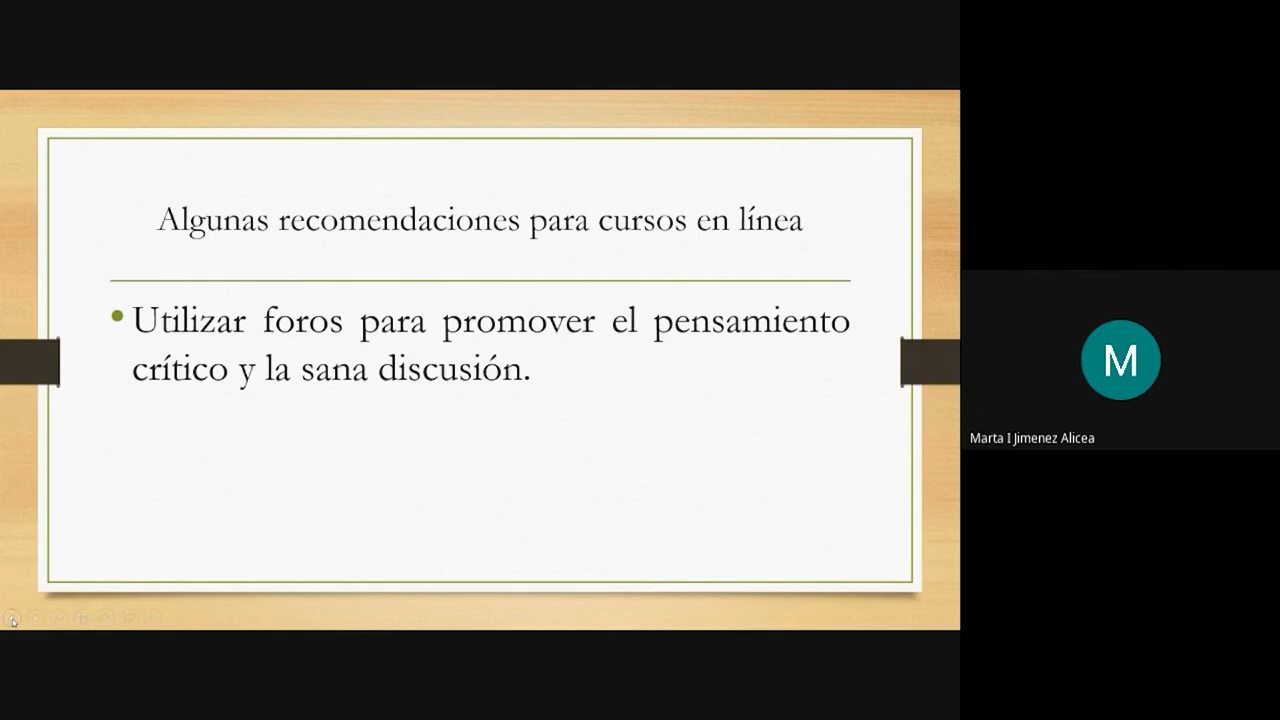 Algunas recomendaciones para cursos en línea
• Utilizar foros para promover el pensamiento
crítico y la sana discusión.
M
Marta I Jimenez Alicea